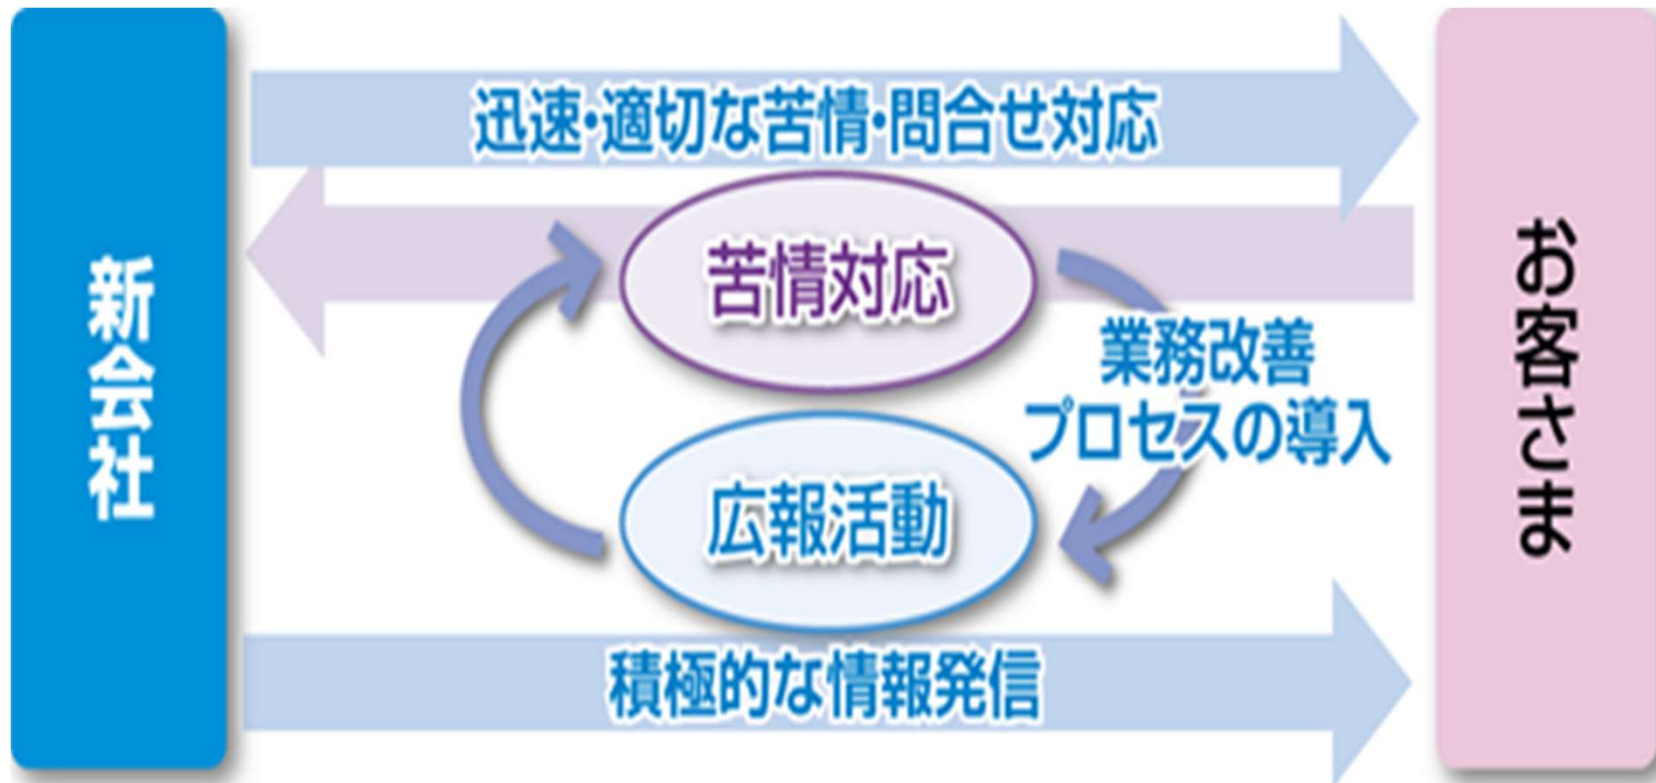 迅速･適切な苦情･問合せ対応
新会社
苦情対応
業務改善
プロセスの導入
広報活動
積極的な情報発信
お客さま